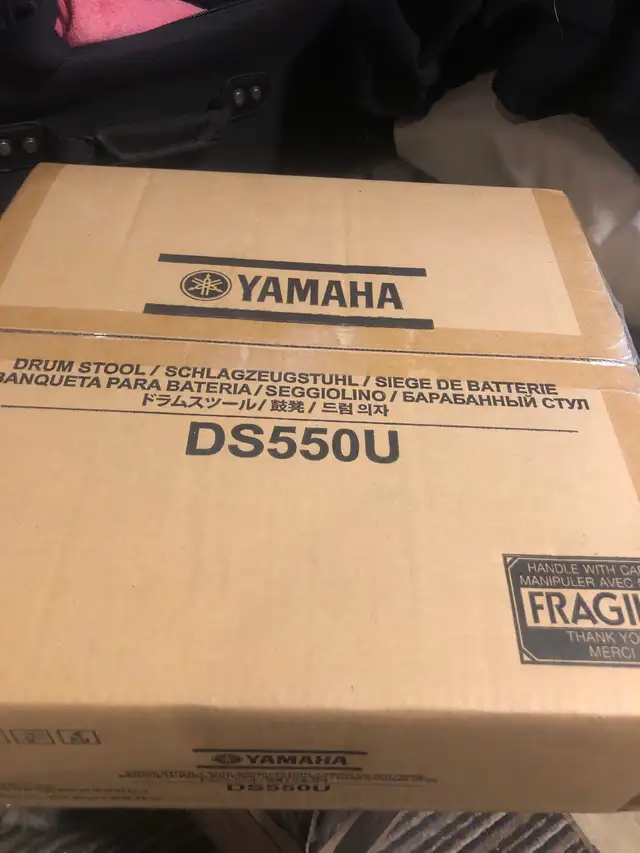 YAMAHA
DRUM STOOL / SCHLAGZEUGSTUHL / SIEGE DE BATTERIE
BANQUETA PARA BATERIA / SEGGIOLINO / БАРАБАННЫЙ СТУЛ
ドラムスツール / 鼓凳 / 드럼 의자
DS550U
HANDLE WITH CA
MANIPULER AVEC
FRAGI
THANK YO
MERCI
YAMAHA
DS550U